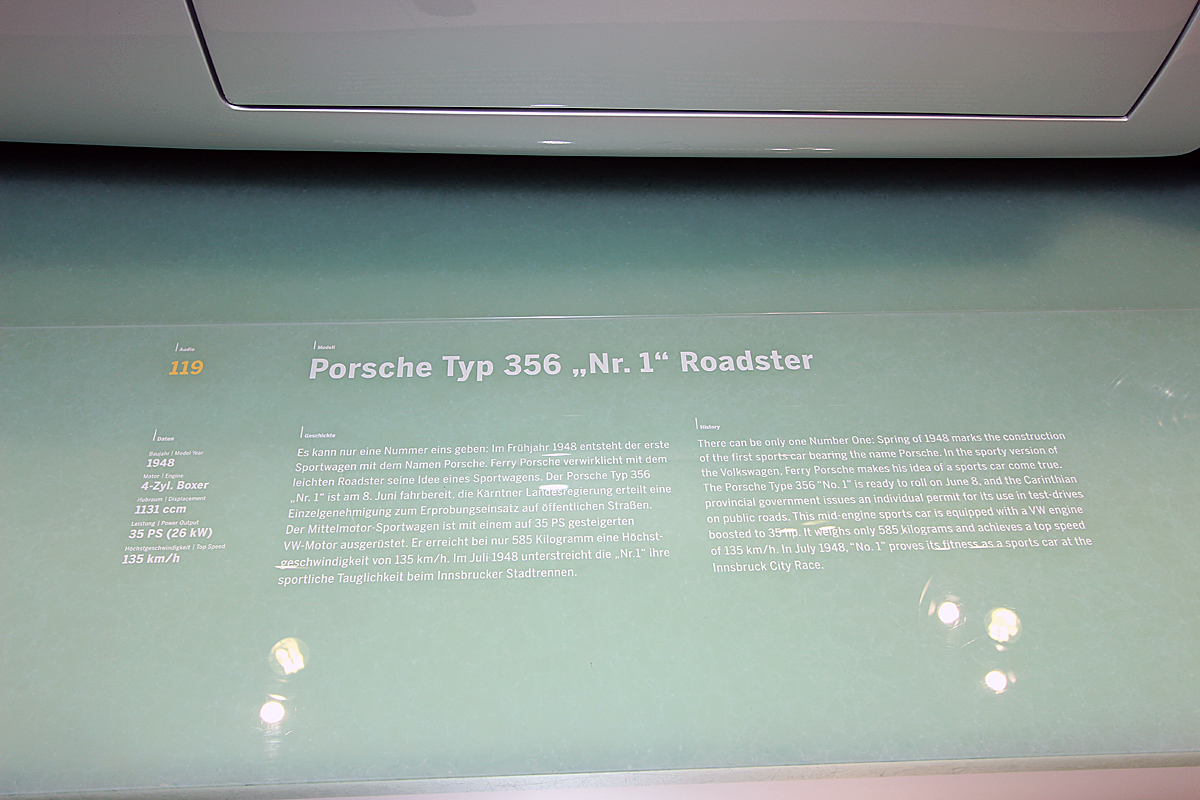 Audio
119
Modell
Porsche Typ 356 „Nr. 1“ Roadster
Daten
Baujahr | Model Year
1948
Motor | Engine
4-Zyl. Boxer
Hubraum | Displacement
1131 ccm
Leistung | Power Output
35 PS (26 kW)
Höchstgeschwindigkeit | Top Speed
135 km/h
Geschichte
Es kann nur eine Nummer eins geben: Im Frühjahr 1948 entsteht der erste
Sportwagen mit dem Namen Porsche. Ferry Porsche verwirklicht mit dem
leichten Roadster seine Idee eines Sportwagens. Der Porsche Typ 356
„Nr. 1“ ist am 8. Juni fahrbereit, die Kärntner Landesregierung erteilt eine
Einzelgenehmigung zum Erprobungseinsatz auf öffentlichen Straßen.
Der Mittelmotor-Sportwagen ist mit einem auf 35 PS gesteigerten
VW-Motor ausgerüstet. Er erreicht bei nur 585 Kilogramm eine Höchst-
geschwindigkeit von 135 km/h. Im Juli 1948 unterstreicht die „Nr.1“ ihre
sportliche Tauglichkeit beim Innsbrucker Stadtrennen.
History
There can be only one Number One: Spring of 1948 marks the construction
of the first sports car bearing the name Porsche. In the sporty version of
the Volkswagen, Ferry Porsche makes his idea of a sports car come true.
The Porsche Type 356 “No. 1” is ready to roll on June 8, and the Carinthian
provincial government issues an individual permit for its use in test-drives
on public roads. This mid-engine sports car is equipped with a VW engine
boosted to 35 hp. It weighs only 585 kilograms and achieves a top speed
of 135 km/h. In July 1948, “No. 1” proves its fitness as a sports car at the
Innsbruck City Race.